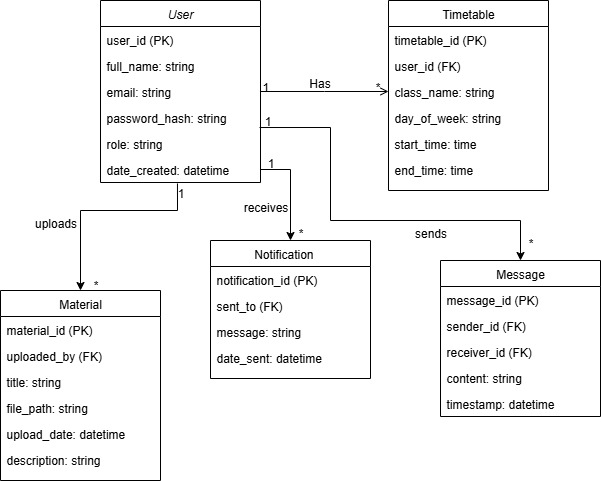 User
user_id (PK)
full_name: string
email: string
password_hash: string
role: string
date_created: datetime
Timetable
timetable_id (PK)
user_id (FK)
class_name: string
day_of_week: string
start_time: time
end_time: time
1
Has
*
1
1
receives
*
1
uploads
*
sends
*
Notification
notification_id (PK)
sent_to (FK)
message: string
date_sent: datetime
Message
message_id (PK)
sender_id (FK)
receiver_id (FK)
content: string
timestamp: datetime
Material
material_id (PK)
uploaded_by (FK)
title: string
file_path: string
upload_date: datetime
description: string